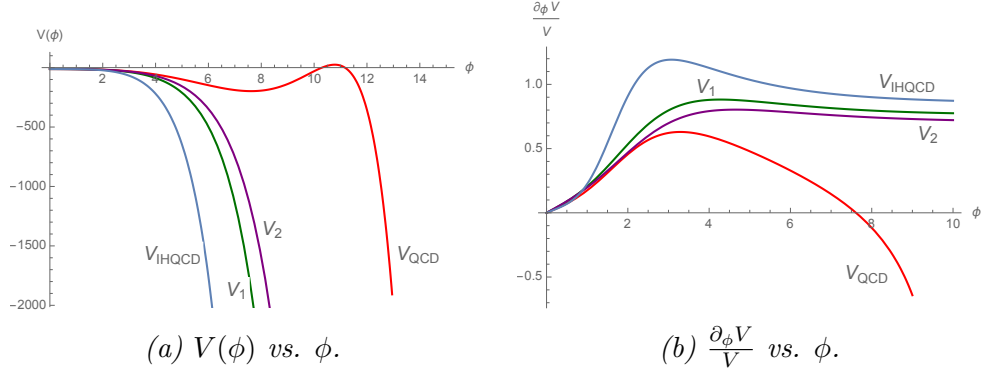 V(ϕ)
2 4 6 8 10 12 14 ϕ
−500
−1000
−1500
−2000
V_IHQCD
V_1
V_2
V_QCD
(a) V(ϕ) vs. ϕ.
∂_ϕ V
V
1.0
0.5
−0.5
2 4 6 8 10 ϕ
V_IHQCD
V_1
V_2
V_QCD
(b) ∂_ϕV/V vs. ϕ.